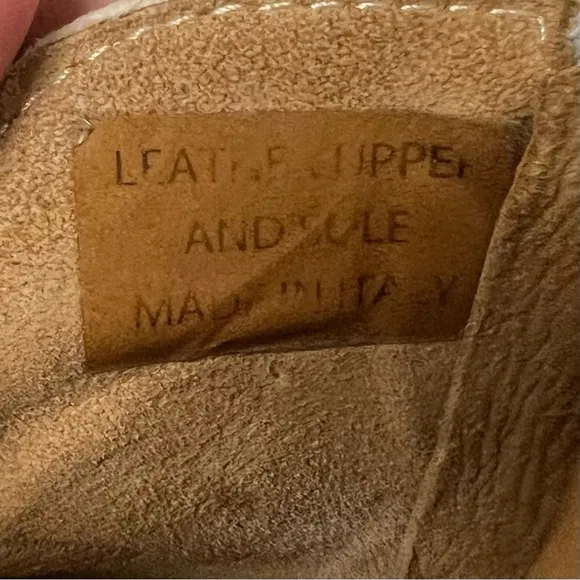 LEATHER UPPER
AND SOLE
MADE IN ITALY